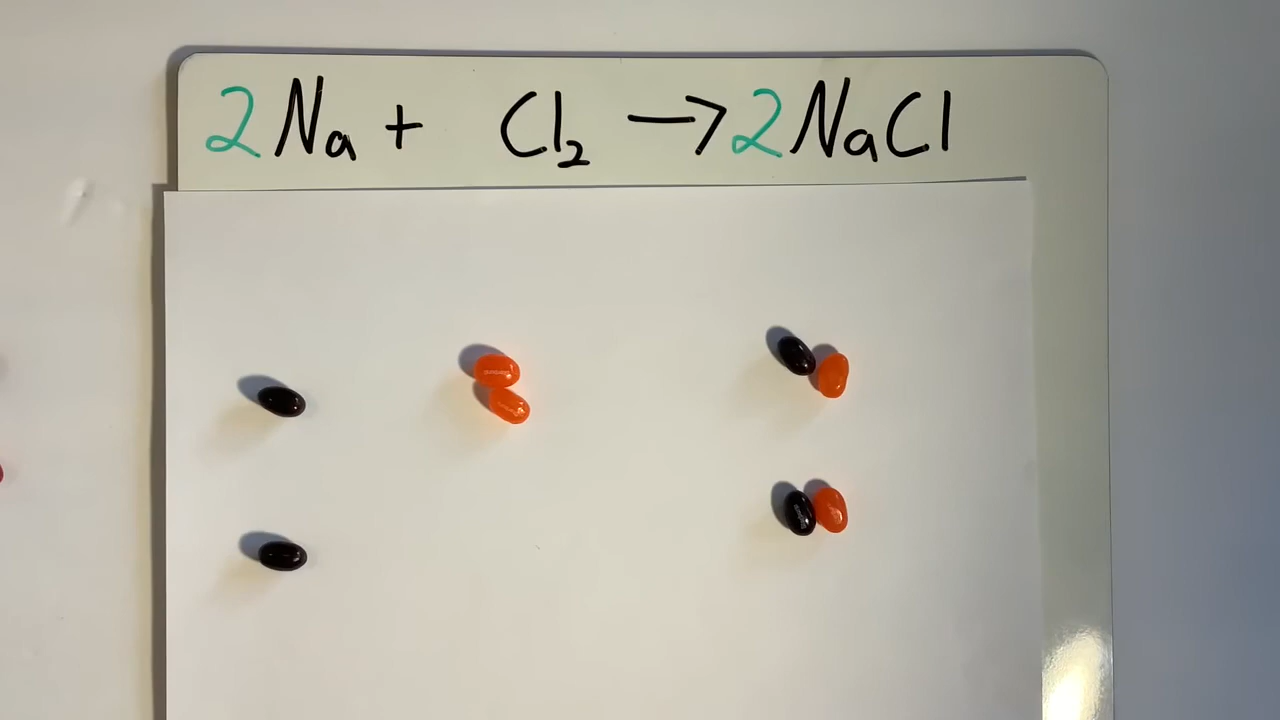 2Na + Cl₂ → 2NaCl